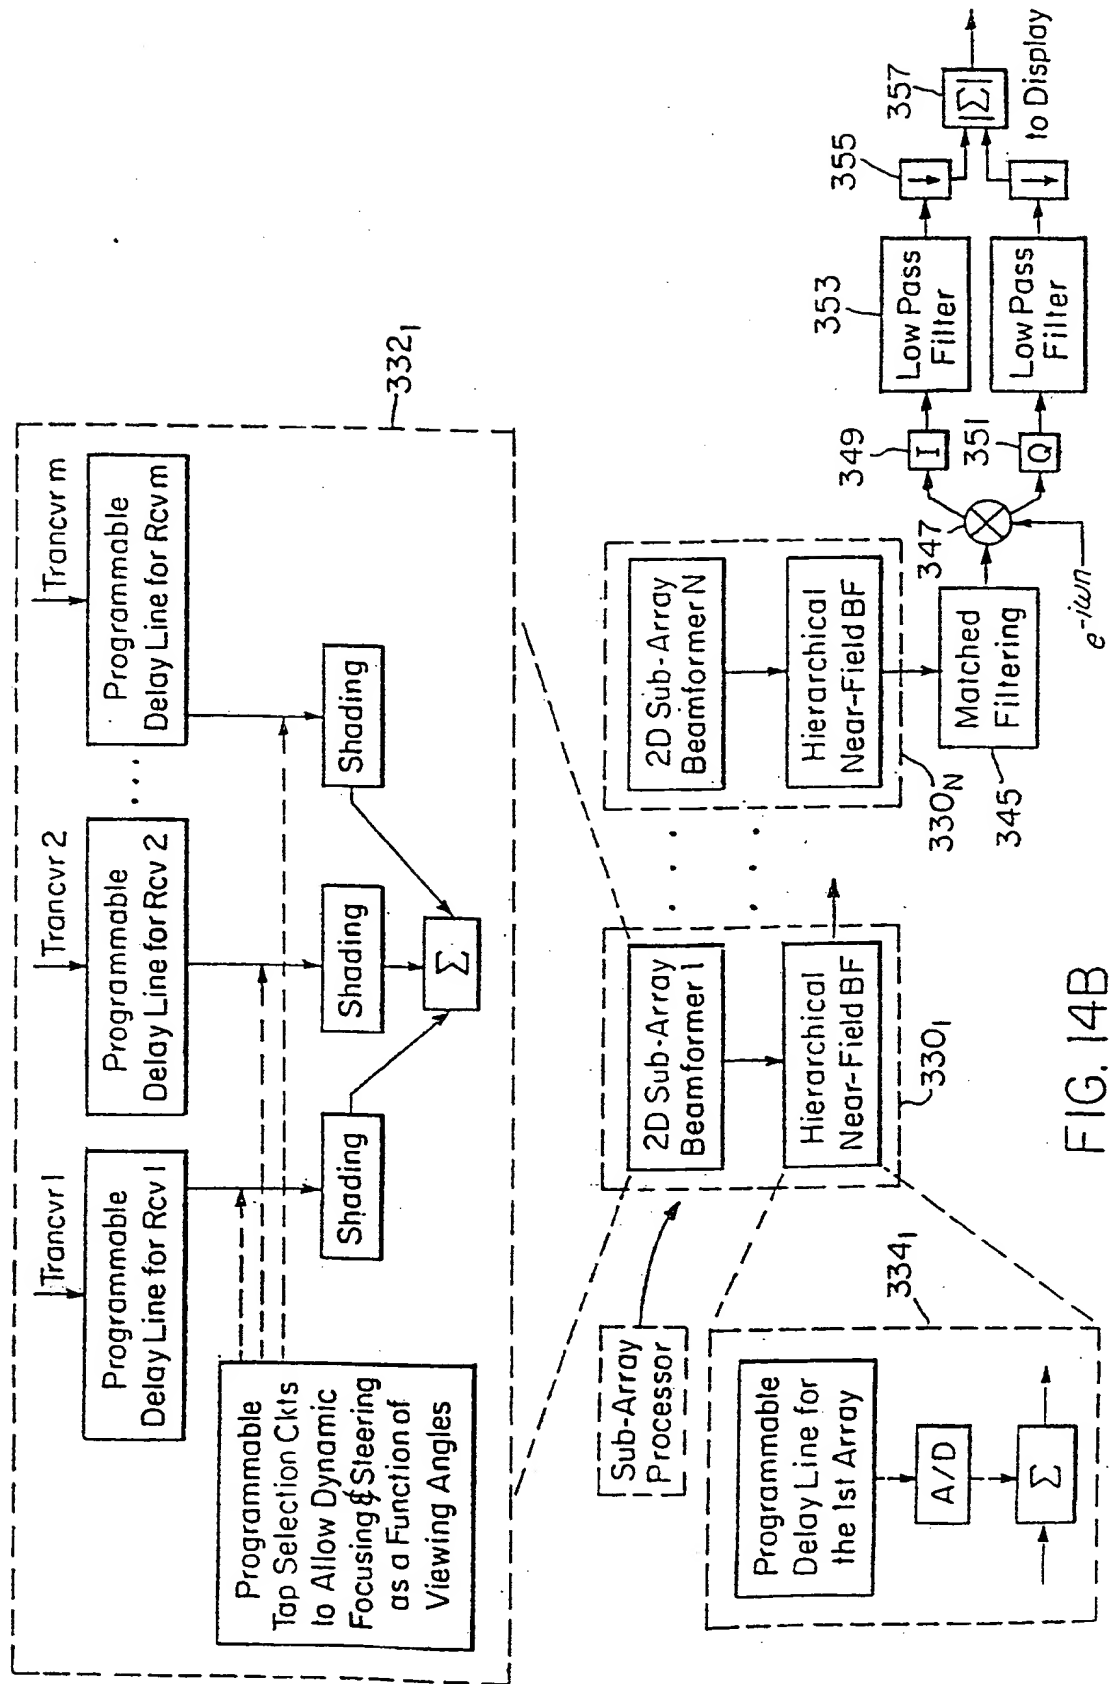 Trancvr 1
Programmable
Delay Line for Rcv 1
Trancvr 2
Programmable
Delay Line for Rcv 2
Trancvr m
Programmable
Delay Line for Rcv m
Programmable
Tap Selection Ckts
to Allow Dynamic
Focusing & Steering
as a Function of
Viewing Angles
Shading
Shading
Shading
Σ
332₁
Sub-Array
Processor
2D Sub-Array
Beamformer 1
Hierarchical
Near-Field BF
330₁
2D Sub-Array
Beamformer N
Hierarchical
Near-Field BF
330_N
334₁
Programmable
Delay Line for
the 1st Array
A/D
Σ
Matched
Filtering
345
347
e^-iωn
I
349
Q
351
Low Pass
Filter
353
Low Pass
Filter
355
|Σ|
357
to Display
FIG. 14B